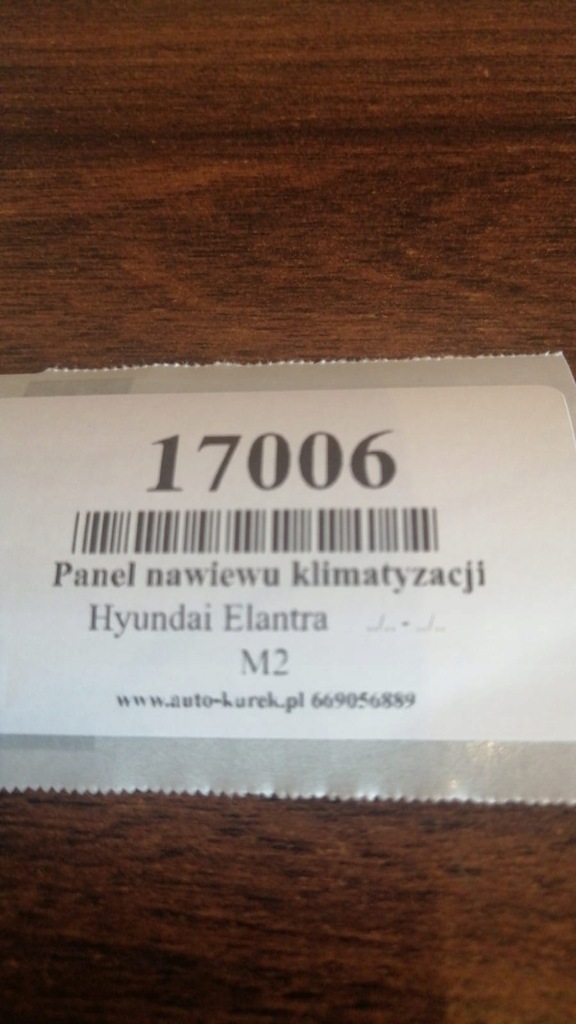 17006
Panel nawiewu klimatyzacji
Hyundai Elantra ../.. - ../..
M2
www.auto-kurek.pl 669056889